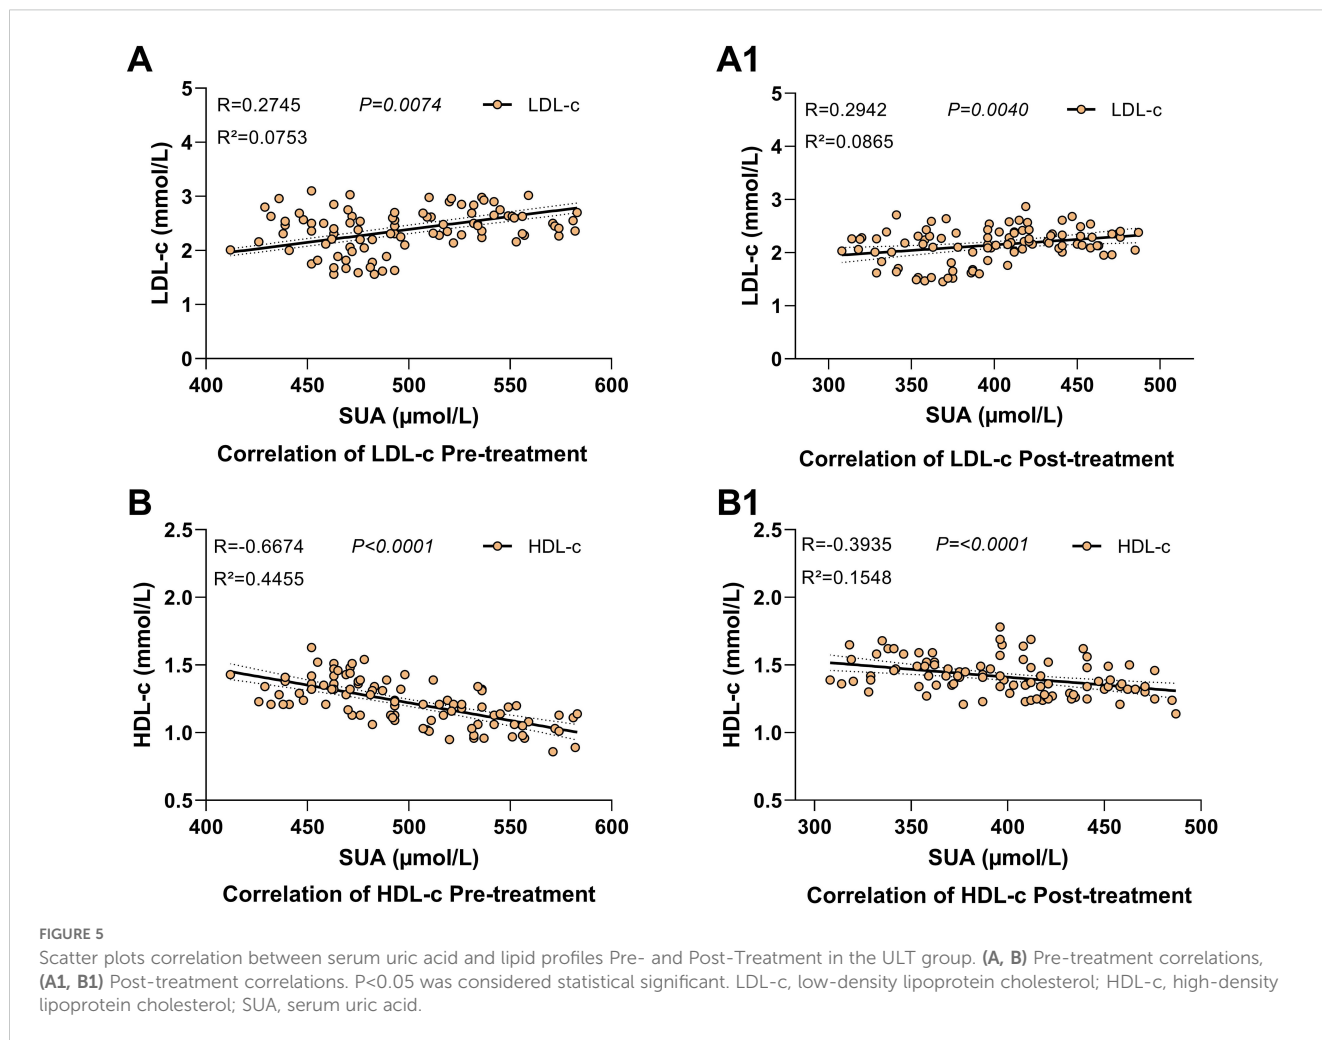 A
R=0.2745
P=0.0074
LDL-c
R²=0.0753
LDL-c (mmol/L)
5
4
3
2
1
0
400
450
500
550
600
SUA (µmol/L)
Correlation of LDL-c Pre-treatment
A1
R=0.2942
P=0.0040
LDL-c
R²=0.0865
LDL-c (mmol/L)
5
4
3
2
1
0
300
350
400
450
500
SUA (µmol/L)
Correlation of LDL-c Post-treatment
B
R=-0.6674
P<0.0001
HDL-c
R²=0.4455
HDL-c (mmol/L)
2.5
2.0
1.5
1.0
0.5
400
450
500
550
600
SUA (µmol/L)
Correlation of HDL-c Pre-treatment
B1
R=-0.3935
P=<0.0001
HDL-c
R²=0.1548
HDL-c (mmol/L)
2.5
2.0
1.5
1.0
0.5
300
350
400
450
500
SUA (µmol/L)
Correlation of HDL-c Post-treatment
FIGURE 5
Scatter plots correlation between serum uric acid and lipid profiles Pre- and Post-Treatment in the ULT group. (A, B) Pre-treatment correlations,
(A1, B1) Post-treatment correlations. P<0.05 was considered statistical significant. LDL-c, low-density lipoprotein cholesterol; HDL-c, high-density
lipoprotein cholesterol; SUA, serum uric acid.